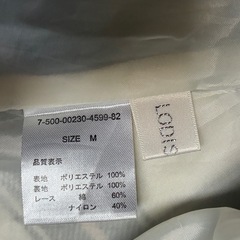 7-500-00230-4599-82
SIZE M
品質表示
表地 ポリエステル 100%
裏地 ポリエステル 100%
レース 綿 60%
ナイロン 40%
LODIS